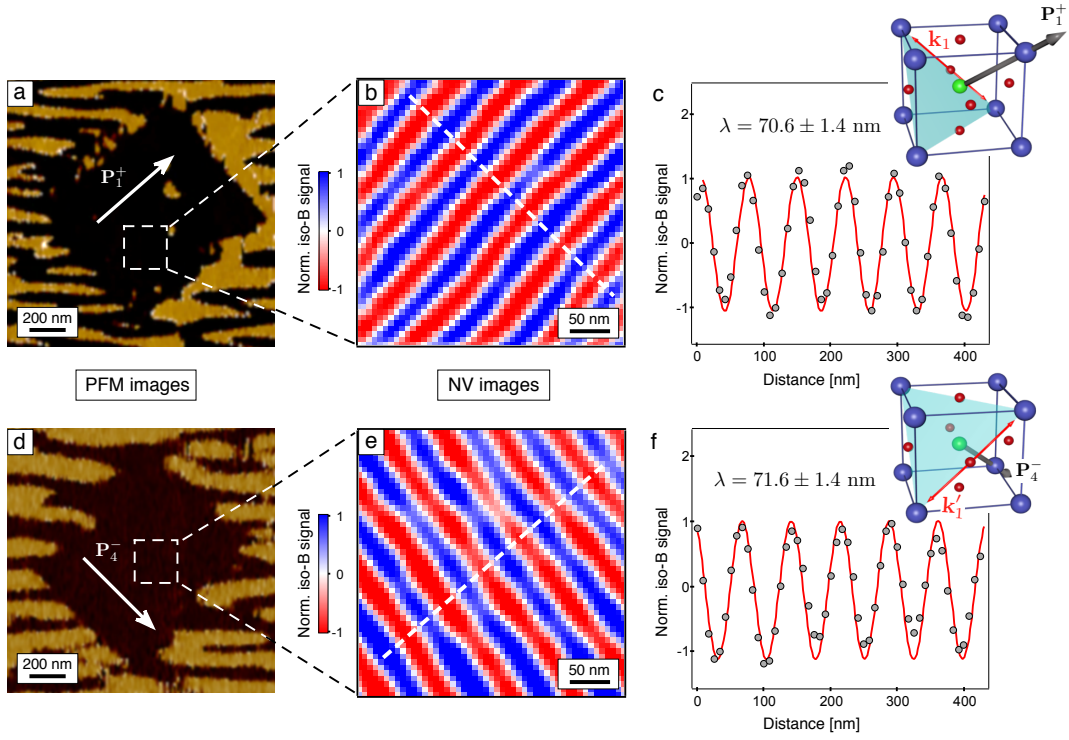 a
P₁⁺
200 nm
b
Norm. iso-B signal
1
0
-1
50 nm
c
λ = 70.6 ± 1.4 nm
k₁
P₁⁺
Norm. iso-B signal
2
1
0
-1
0 100 200 300 400
Distance [nm]
PFM images
NV images
d
P₄⁻
200 nm
e
Norm. iso-B signal
1
0
-1
50 nm
f
λ = 71.6 ± 1.4 nm
P₄⁻
k₁′
Norm. iso-B signal
2
1
0
-1
0 100 200 300 400
Distance [nm]